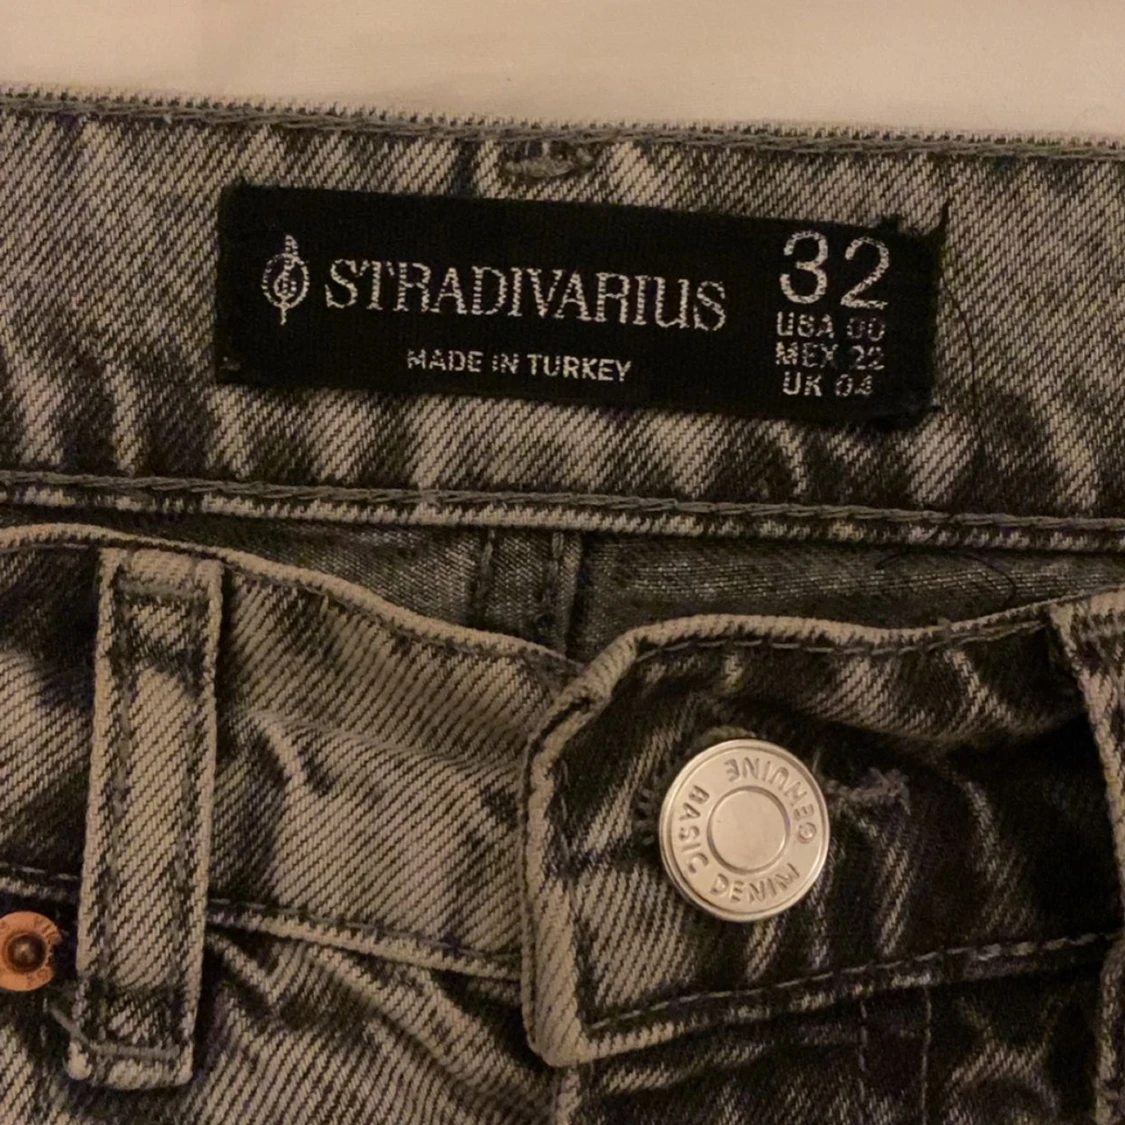 STRADIVARIUS
MADE IN TURKEY
32
USA 00
MEX 22
UK 04
GENUINE
BASIC
DENIM